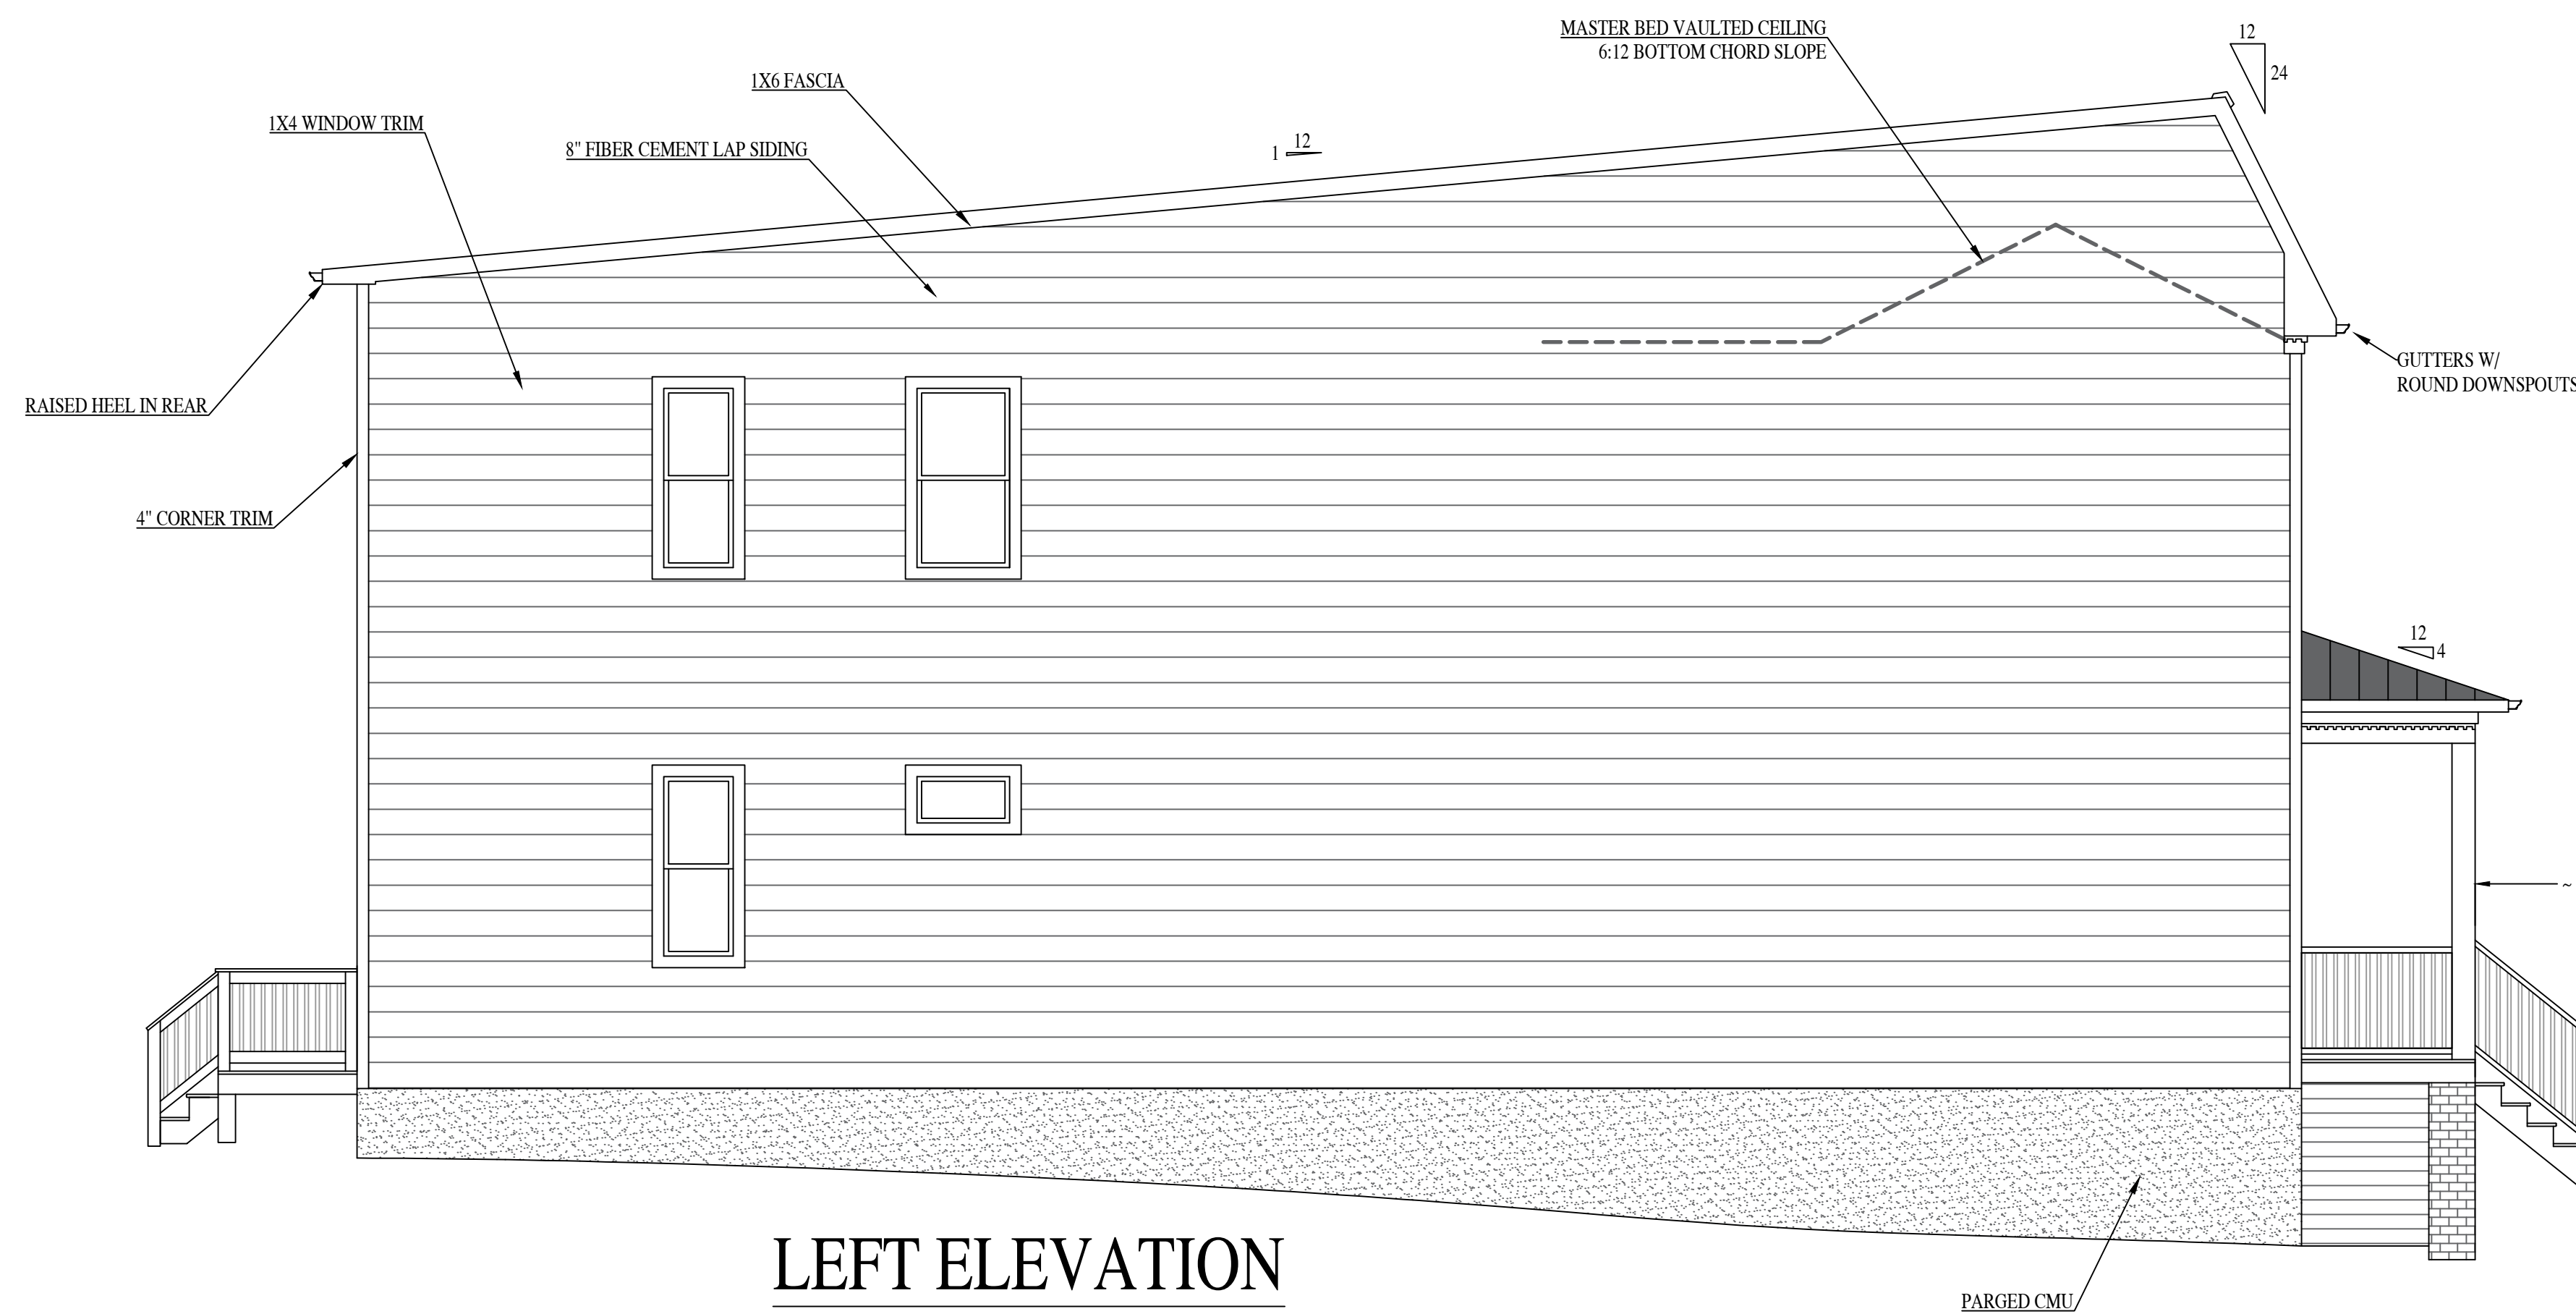 MASTER BED VAULTED CEILING
6:12 BOTTOM CHORD SLOPE
12
24
1X6 FASCIA
1X4 WINDOW TRIM
8" FIBER CEMENT LAP SIDING
12
1
GUTTERS W/
ROUND DOWNSPOUTS
RAISED HEEL IN REAR
4" CORNER TRIM
12
4
~
LEFT ELEVATION
PARGED CMU